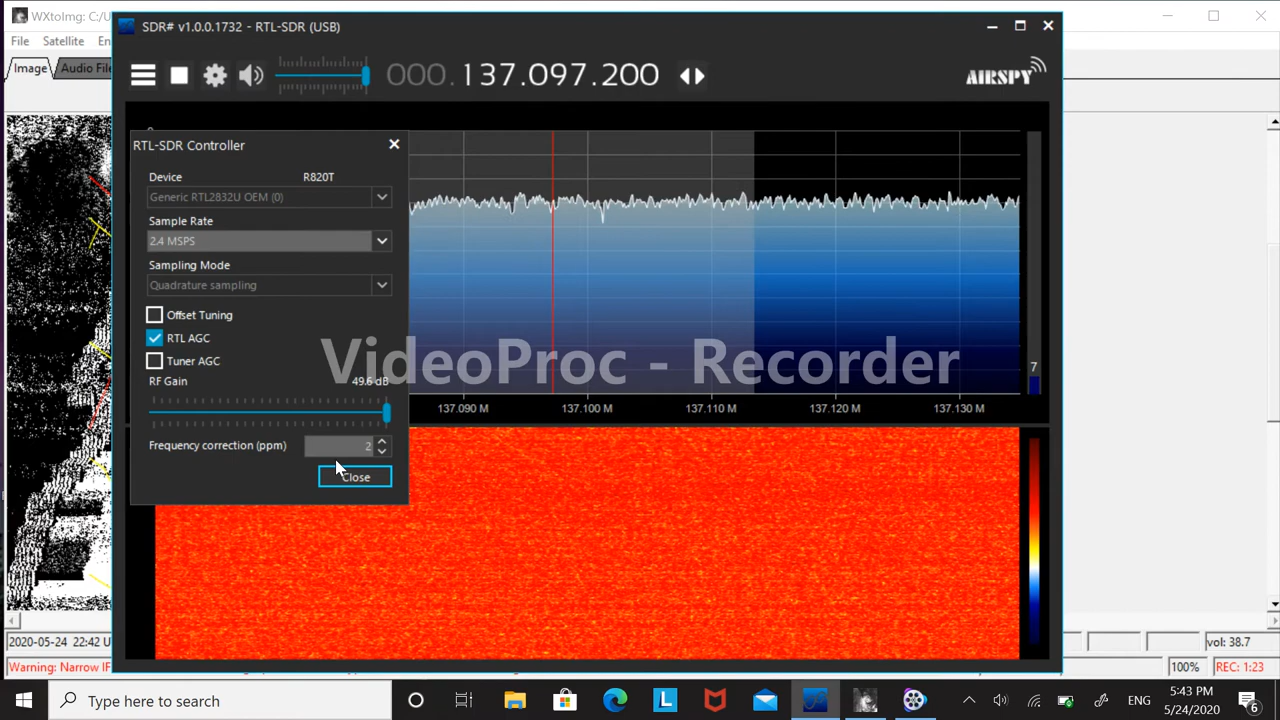 WXtoImg: C:/U
SDR# v1.0.0.1732 - RTL-SDR (USB)
File Satellite En
Image Audio File
000.137.097.200
AIRSPY
RTL-SDR Controller
Device R820T
Generic RTL2832U OEM (0)
Sample Rate
2.4 MSPS
Sampling Mode
Quadrature sampling
Offset Tuning
RTL AGC
Tuner AGC
RF Gain 49.6 dB
Frequency correction (ppm) 2
Close
VideoProc - Recorder
7
137.090 M 137.100 M 137.110 M 137.120 M 137.130 M
2020-05-24 22:42 U
vol: 38.7
Warning: Narrow IF
100% REC: 1:23
Type here to search
ENG
5:43 PM
5/24/2020
6